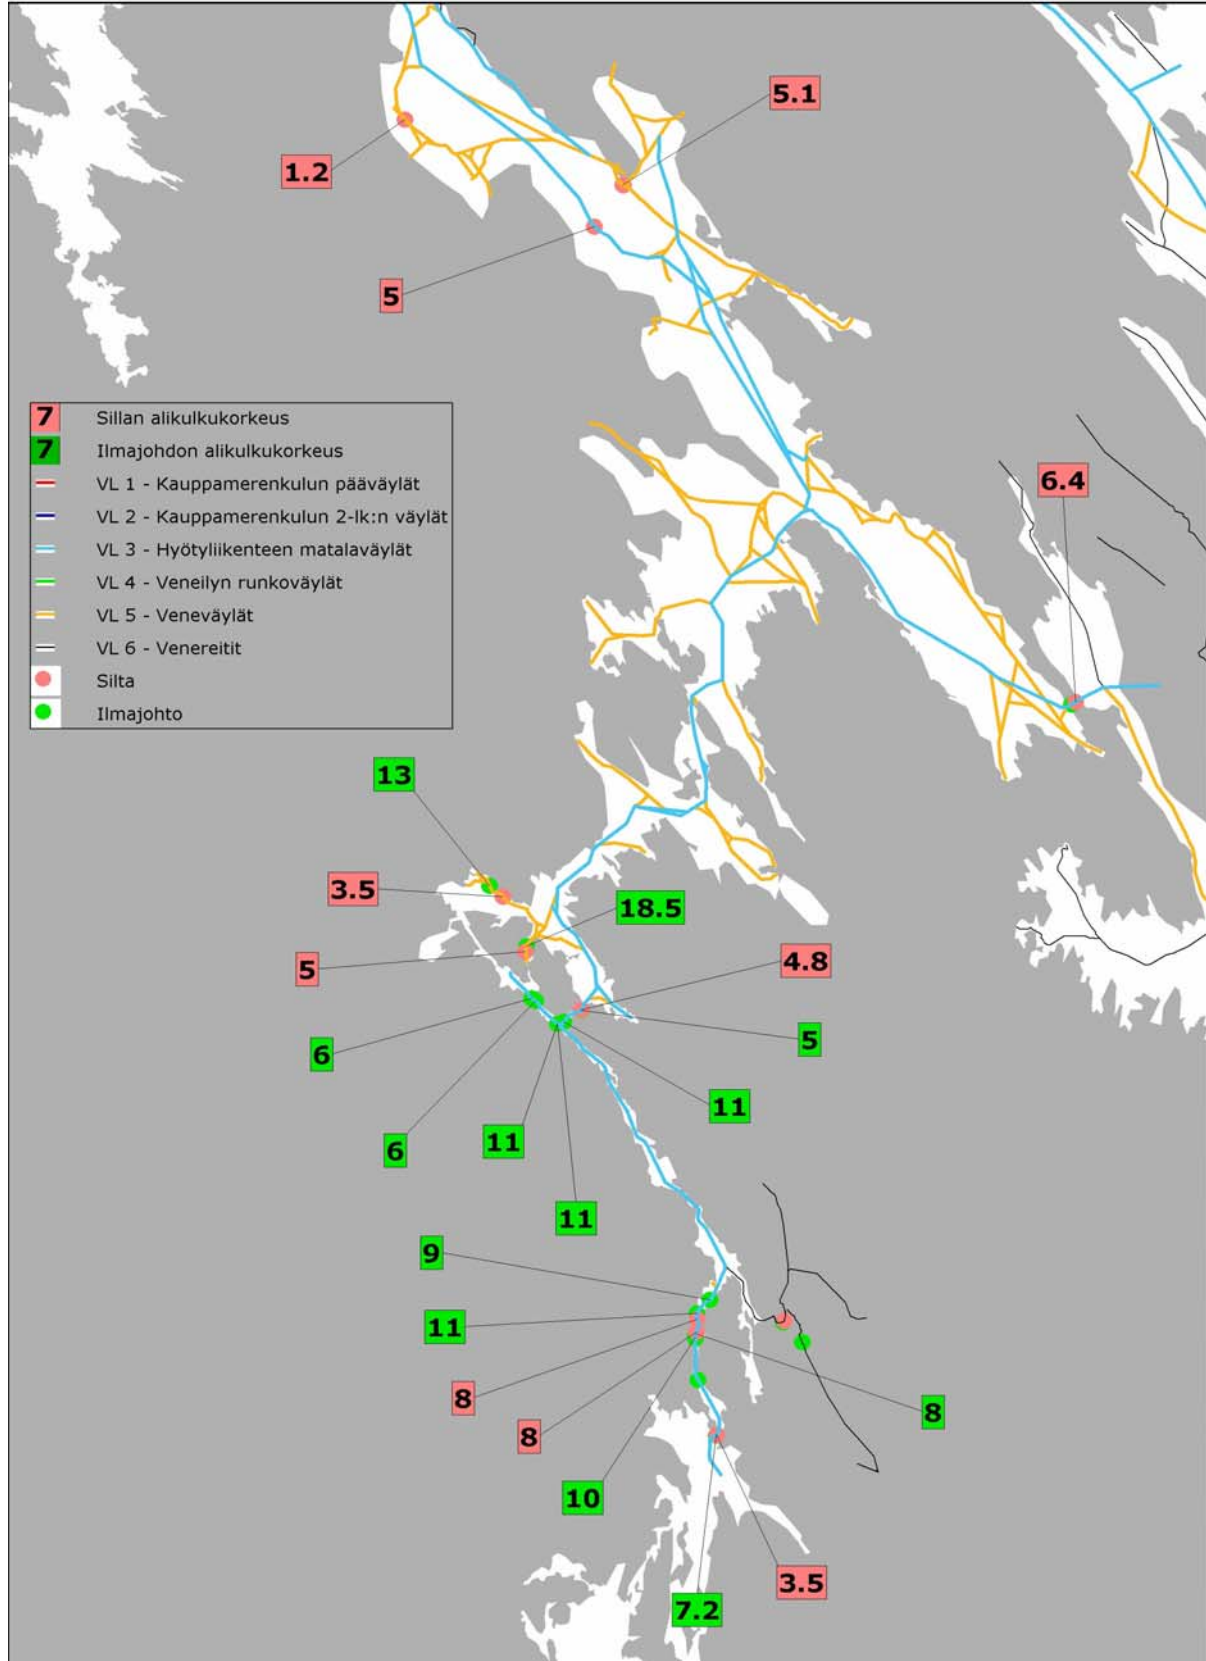 5.1
1.2
5
7 Sillan alikulkukorkeus
7 Ilmajohdon alikulkukorkeus
VL 1 - Kauppamerenkulun pääväylät
VL 2 - Kauppamerenkulun 2-lk:n väylät
VL 3 - Hyötyliikenteen matalaväylät
VL 4 - Veneilyn runkoväylät
VL 5 - Veneväylät
VL 6 - Venereitit
Silta
Ilmajohto
6.4
13
3.5
18.5
5
4.8
6
5
11
6
11
11
9
11
8
8
8
10
3.5
7.2